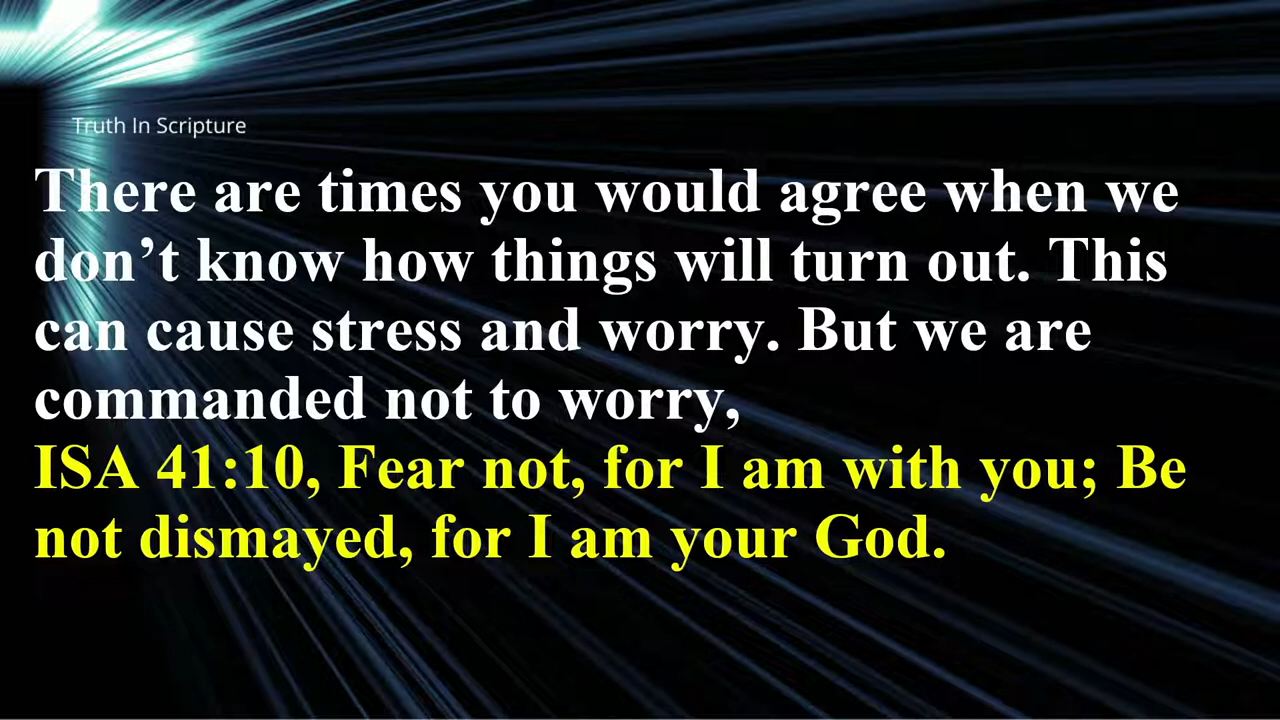 Truth In Scripture
There are times you would agree when we
don’t know how things will turn out. This
can cause stress and worry. But we are
commanded not to worry,
ISA 41:10, Fear not, for I am with you; Be
not dismayed, for I am your God.